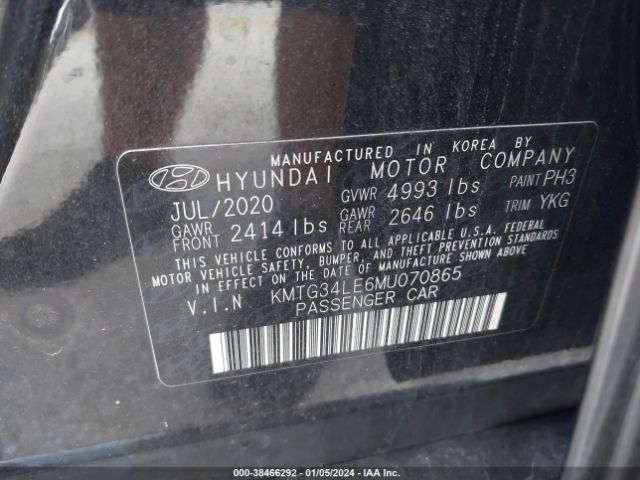 MANUFACTURED IN KOREA BY
HYUNDAI MOTOR COMPANY
JUL/2020 GVWR 4993 lbs PAINT PH3
GAWR FRONT 2414 lbs GAWR REAR 2646 lbs TRIM YKG
THIS VEHICLE CONFORMS TO ALL APPLICABLE U.S.A. FEDERAL
MOTOR VEHICLE SAFETY, BUMPER, AND THEFT PREVENTION STANDARDS
IN EFFECT ON THE DATE OF MANUFACTURE SHOWN ABOVE.
V.I.N KMTG34LE6MU070865
PASSENGER CAR
000-38466292 - 01/05/2024 - IAA Inc.